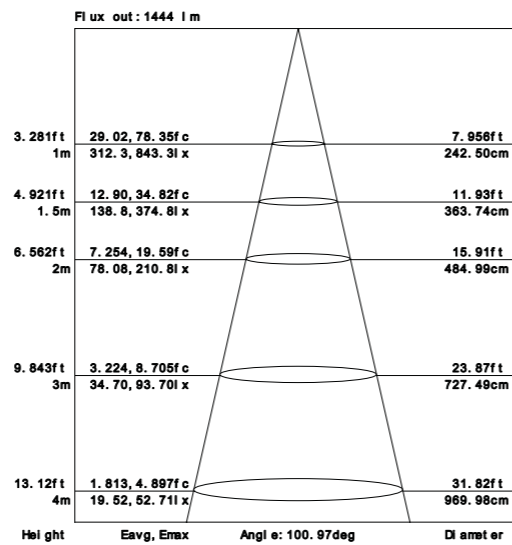 Flux out: 1444 lm
3.281ft 29.02, 78.35fc 7.956ft
1m 312.3, 843.3lx 242.50cm
4.921ft 12.90, 34.82fc 11.93ft
1.5m 138.8, 374.8lx 363.74cm
6.562ft 7.254, 19.59fc 15.91ft
2m 78.08, 210.8lx 484.99cm
9.843ft 3.224, 8.705fc 23.87ft
3m 34.70, 93.70lx 727.49cm
13.12ft 1.813, 4.897fc 31.82ft
4m 19.52, 52.71lx 969.98cm
Height Eavg, Emax Angle: 100.97deg Diameter